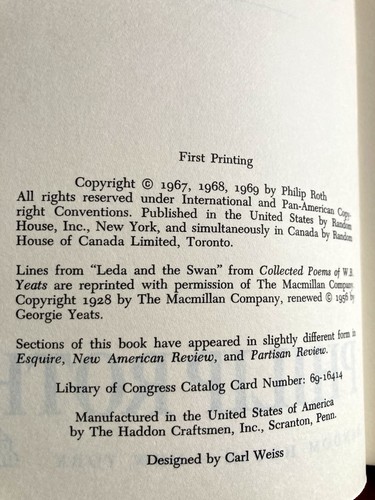 First Printing
Copyright © 1967, 1968, 1969 by Philip Roth
All rights reserved under International and Pan-American Copy-
right Conventions. Published in the United States by Random
House, Inc., New York, and simultaneously in Canada by Random
House of Canada Limited, Toronto.
Lines from "Leda and the Swan" from Collected Poems of W.B.
Yeats are reprinted with permission of The Macmillan Company
Copyright 1928 by The Macmillan Company, renewed © 1956 by
Georgie Yeats.
Sections of this book have appeared in slightly different form in
Esquire, New American Review, and Partisan Review.
Library of Congress Catalog Card Number: 69-16414
Manufactured in the United States of America
by The Haddon Craftsmen, Inc., Scranton, Penn.
Designed by Carl Weiss